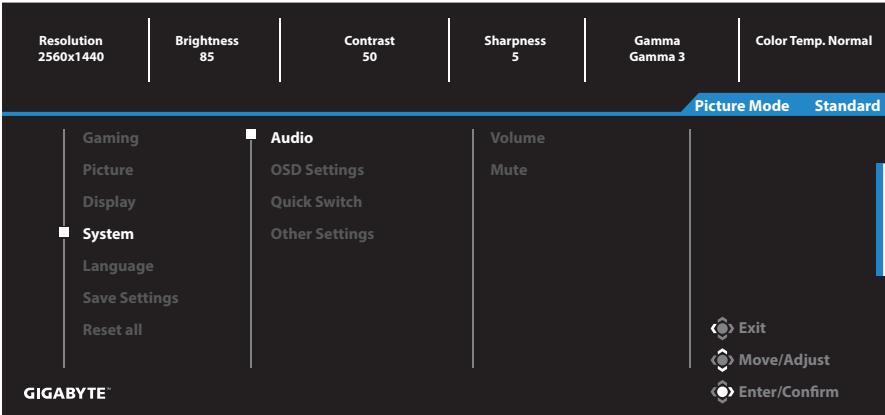 Resolution
2560x1440
Brightness
85
Contrast
50
Sharpness
5
Gamma
Gamma 3
Color Temp. Normal
Picture Mode Standard
Gaming
Picture
Display
System
Language
Save Settings
Reset all
Audio
OSD Settings
Quick Switch
Other Settings
Volume
Mute
Exit
Move/Adjust
Enter/Confirm
GIGABYTE™